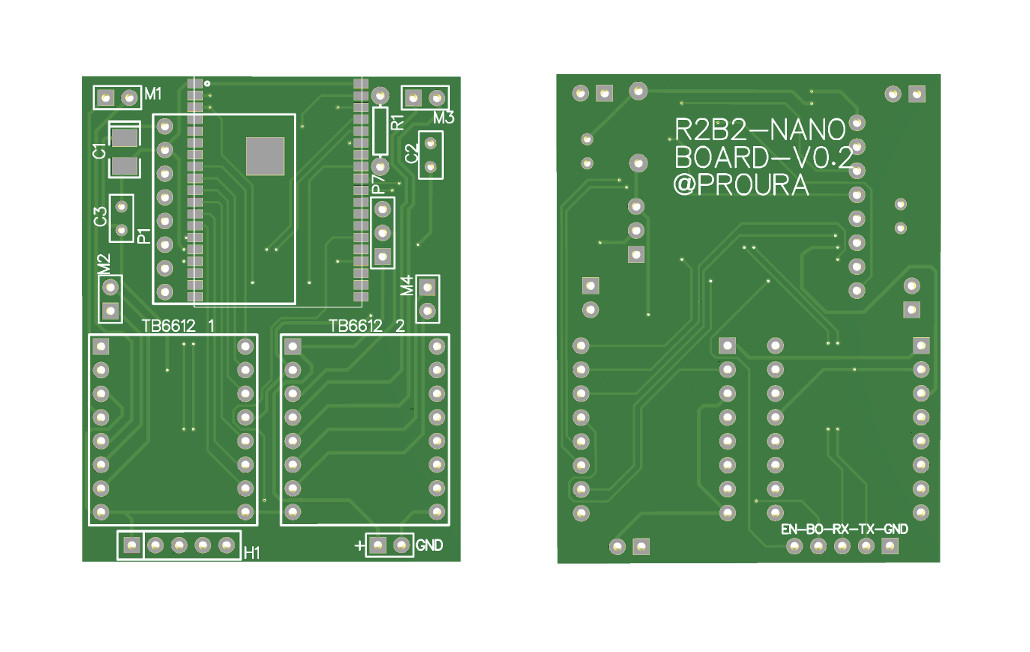 M1
M3
R1
C1
C2
P7
C3
P1
M2
M4
TB6612 1
TB6612 2
H1
+ GND
R2B2-NANO
BOARD-V0.2
@PROURA
EN-B0-RX-TX-GND